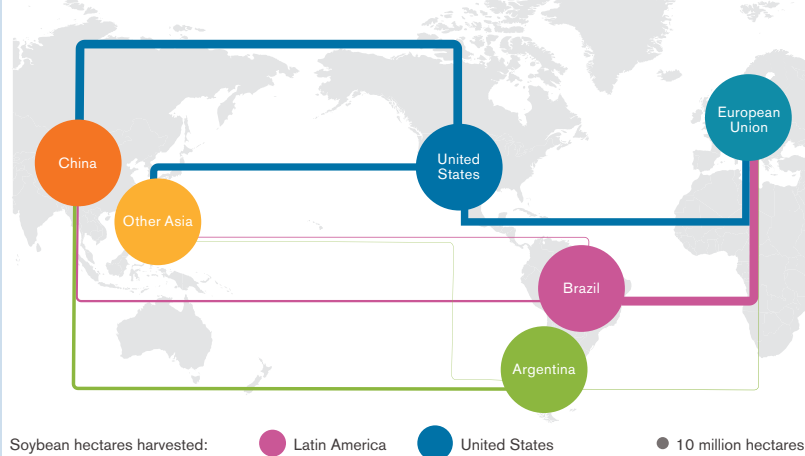 European
Union
China
United
States
Other Asia
Brazil
Argentina
Soybean hectares harvested: Latin America United States 10 million hectares